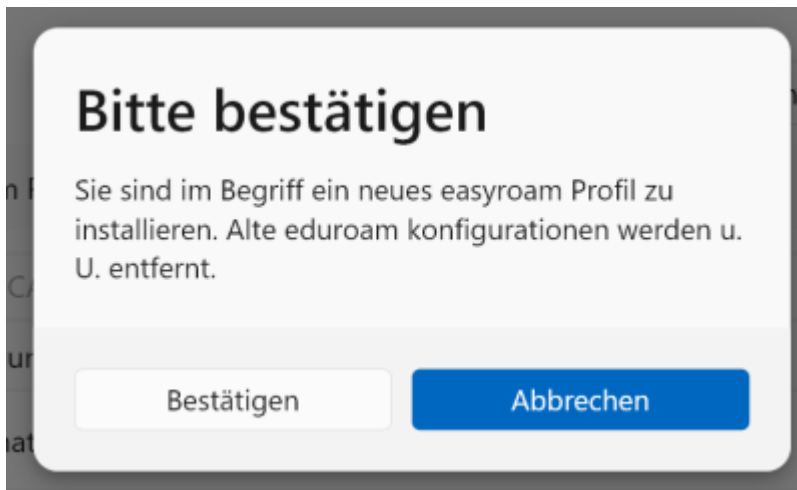 Bitte bestätigen
Sie sind im Begriff ein neues easyroam Profil zu
installieren. Alte eduroam konfigurationen werden u.
U. entfernt.
Bestätigen
Abbrechen